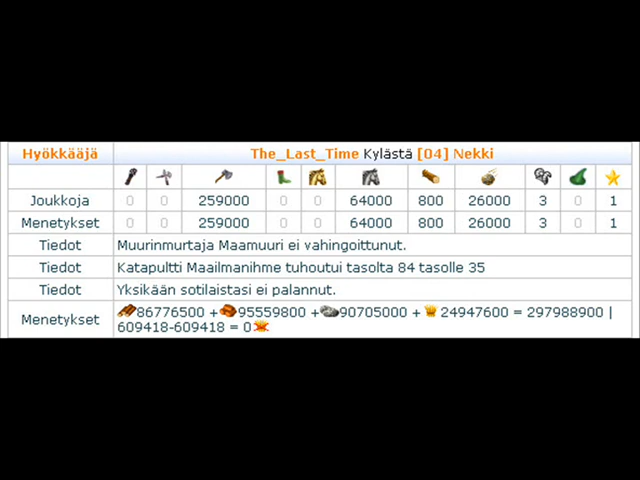 Hyökkääjä The_Last_Time Kylästä [04] Nekki
Joukkoja 0 0 259000 0 0 64000 800 26000 3 0 1
Menetykset 0 0 259000 0 0 64000 800 26000 3 0 1
Tiedot Muurinmurtaja Maamuuri ei vahingoittunut.
Tiedot Katapultti Maailmanihme tuhoutui tasolta 84 tasolle 35
Tiedot Yksikään sotilaistasi ei palannut.
Menetykset 86776500 + 95559800 + 90705000 + 24947600 = 297988900 |
609418-609418 = 0